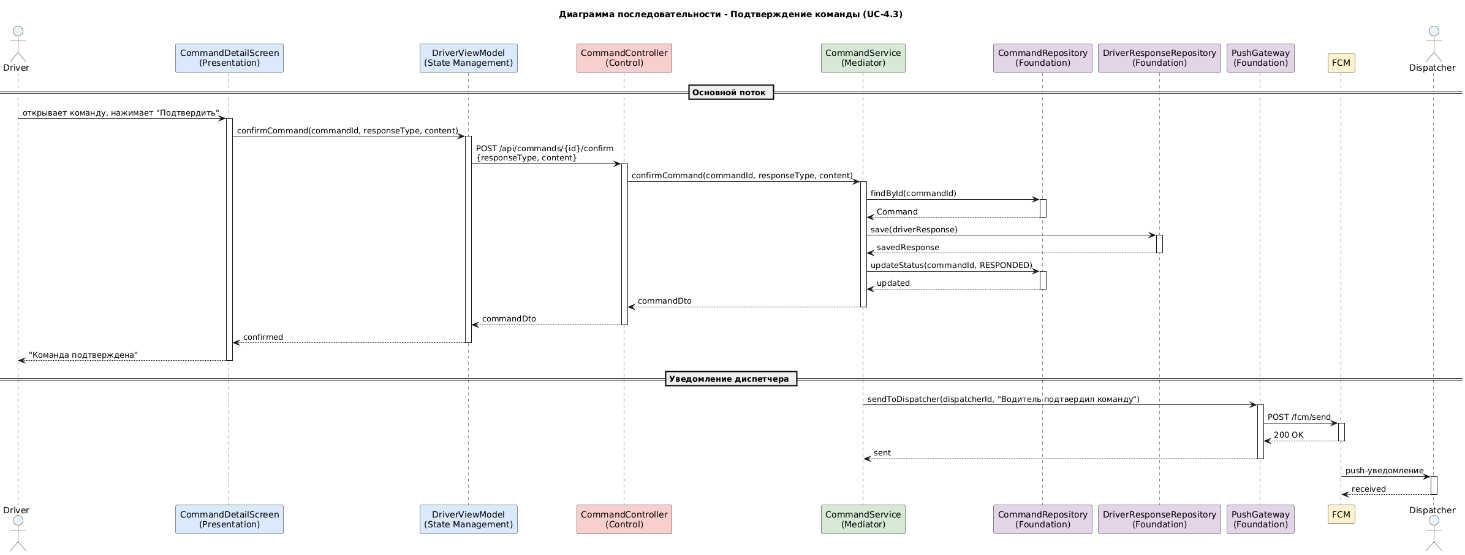 Диаграмма последовательности - Подтверждение команды (UC-4.3)
Driver
CommandDetailScreen
(Presentation)
DriverViewModel
(State Management)
CommandController
(Control)
CommandService
(Mediator)
CommandRepository
(Foundation)
DriverResponseRepository
(Foundation)
PushGateway
(Foundation)
FCM
Dispatcher
Основной поток
открывает команду, нажимает "Подтвердить"
confirmCommand(commandId, responseType, content)
POST /api/commands/{id}/confirm
{responseType, content}
confirmCommand(commandId, responseType, content)
findById(commandId)
Command
save(driverResponse)
savedResponse
updateStatus(commandId, RESPONDED)
updated
commandDto
commandDto
confirmed
"Команда подтверждена"
Уведомление диспетчера
sendToDispatcher(dispatcherId, "Водитель подтвердил команду")
POST /fcm/send
200 OK
sent
push-уведомление
received
Driver
CommandDetailScreen
(Presentation)
DriverViewModel
(State Management)
CommandController
(Control)
CommandService
(Mediator)
CommandRepository
(Foundation)
DriverResponseRepository
(Foundation)
PushGateway
(Foundation)
FCM
Dispatcher